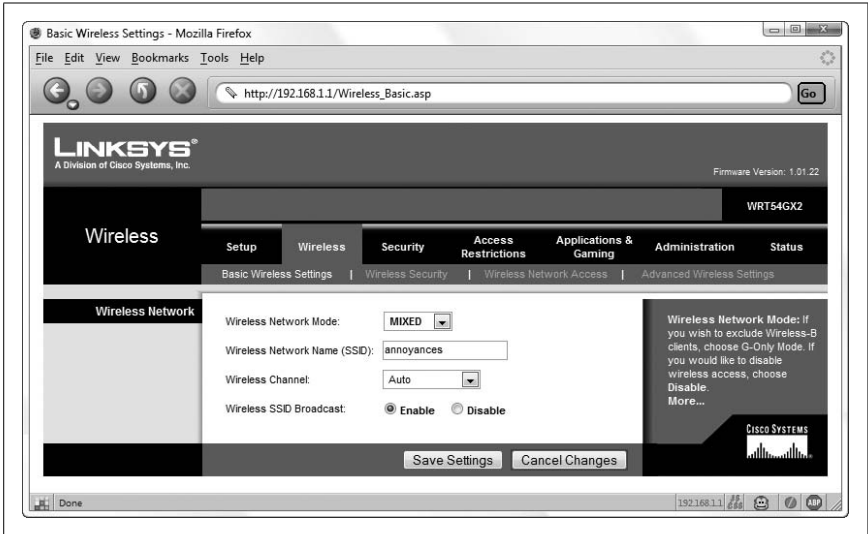 Basic Wireless Settings - Mozilla Firefox
File Edit View Bookmarks Tools Help
http://192.168.1.1/Wireless_Basic.asp
Go
LINKSYS®
A Division of Cisco Systems, Inc.
Firmware Version: 1.01.22
WRT54GX2
Wireless
Setup Wireless Security Access Restrictions Applications & Gaming Administration Status
Basic Wireless Settings | Wireless Security | Wireless Network Access | Advanced Wireless Settings
Wireless Network
Wireless Network Mode: MIXED
Wireless Network Name (SSID): annoyances
Wireless Channel: Auto
Wireless SSID Broadcast: Enable Disable
Wireless Network Mode: If
you wish to exclude Wireless-B
clients, choose G-Only Mode. If
you would like to disable
wireless access, choose
Disable.
More...
CISCO SYSTEMS
Save Settings Cancel Changes
Done
192.168.1.1
JS
CSS
ABP